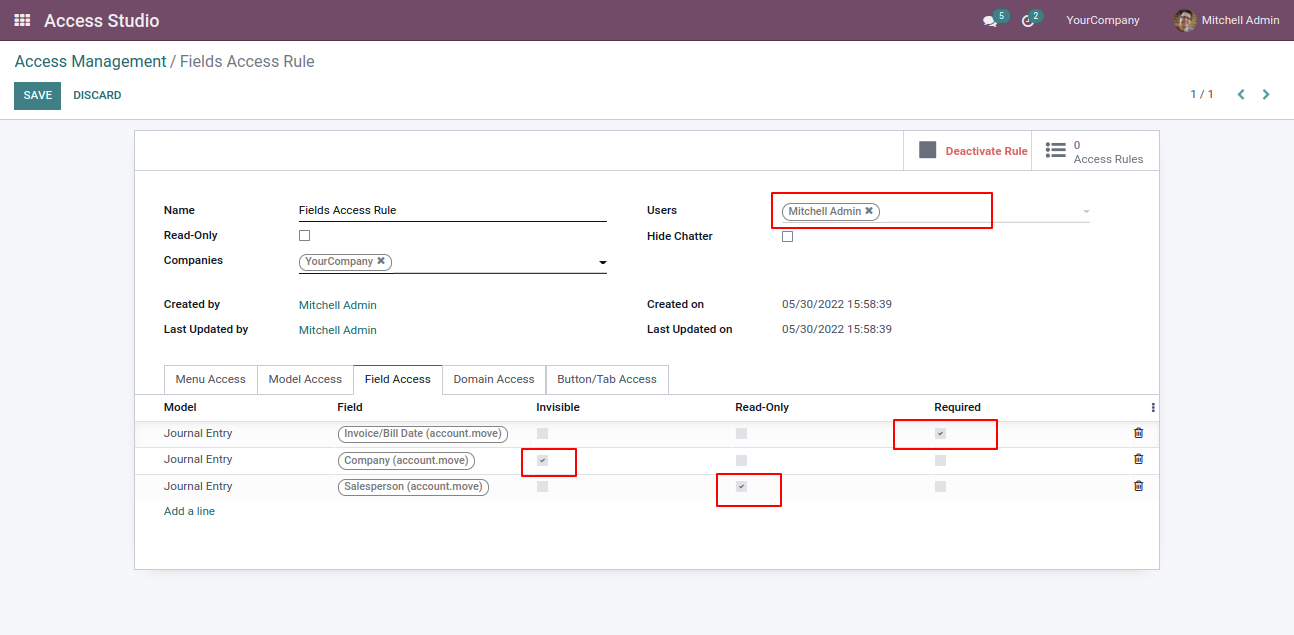 Access Studio 5 2 YourCompany Mitchell Admin
Access Management / Fields Access Rule
SAVE DISCARD 1 / 1
Deactivate Rule 0 Access Rules
Name Fields Access Rule Users Mitchell Admin
Read-Only Hide Chatter
Companies YourCompany
Created by Mitchell Admin Created on 05/30/2022 15:58:39
Last Updated by Mitchell Admin Last Updated on 05/30/2022 15:58:39
Menu Access Model Access Field Access Domain Access Button/Tab Access
Model Field Invisible Read-Only Required
Journal Entry Invoice/Bill Date (account.move)
Journal Entry Company (account.move)
Journal Entry Salesperson (account.move)
Add a line